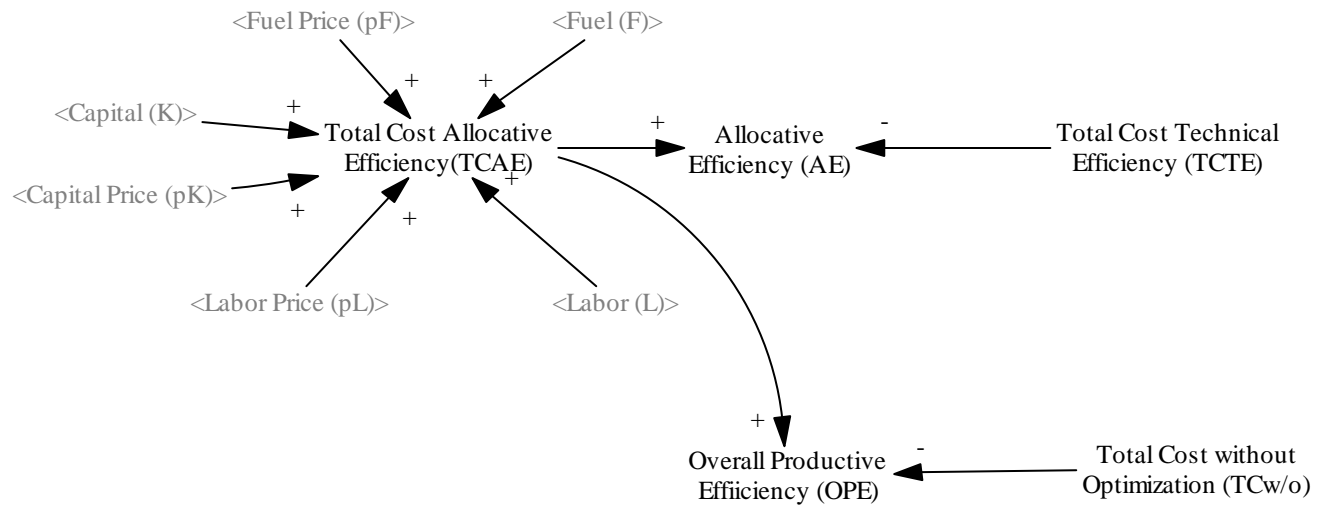 <Fuel Price (pF)>
<Fuel (F)>
+
+
<Capital (K)>
+
Total Cost Allocative
Efficiency(TCAE)
+
Allocative
Efficiency (AE)
-
Total Cost Technical
Efficiency (TCTE)
<Capital Price (pK)>
+
+
+
<Labor Price (pL)>
<Labor (L)>
+
Overall Productive
Effiiciency (OPE)
-
Total Cost without
Optimization (TCw/o)